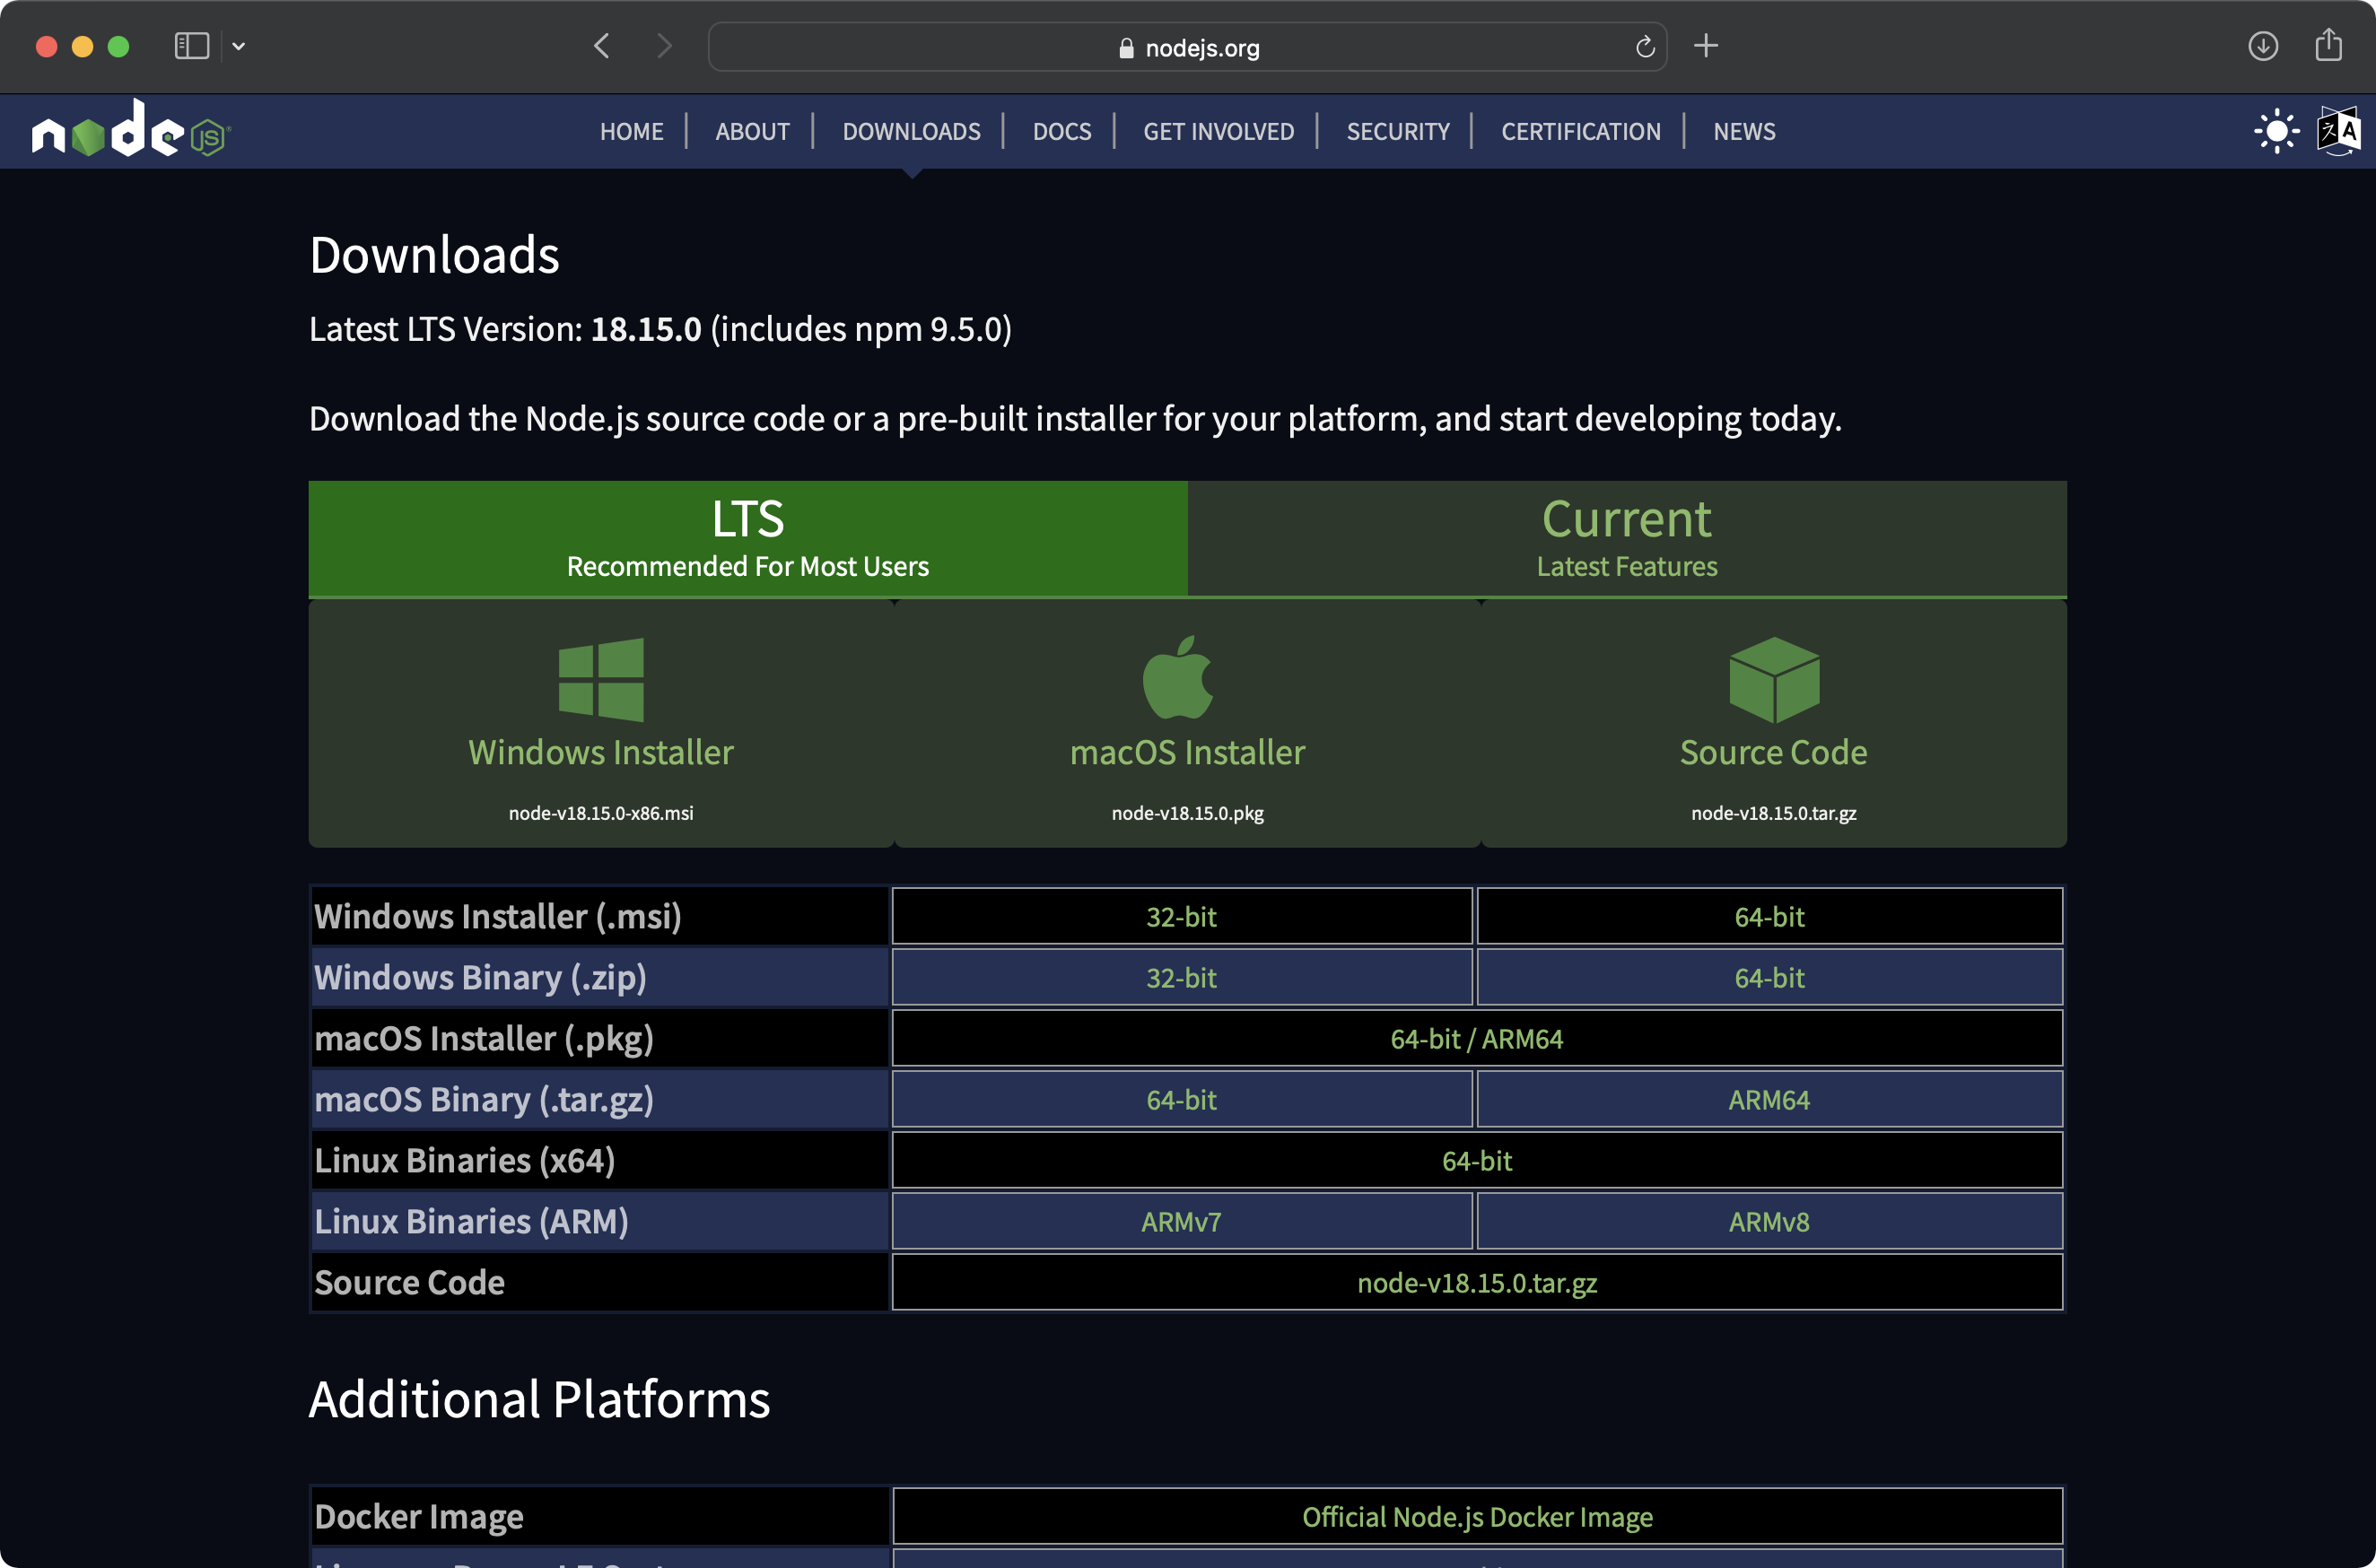 nodejs.org
node JS
HOME ABOUT DOWNLOADS DOCS GET INVOLVED SECURITY CERTIFICATION NEWS
Downloads
Latest LTS Version: 18.15.0 (includes npm 9.5.0)
Download the Node.js source code or a pre-built installer for your platform, and start developing today.
LTS
Recommended For Most Users
Current
Latest Features
Windows Installer
node-v18.15.0-x86.msi
macOS Installer
node-v18.15.0.pkg
Source Code
node-v18.15.0.tar.gz
Windows Installer (.msi) 32-bit 64-bit
Windows Binary (.zip) 32-bit 64-bit
macOS Installer (.pkg) 64-bit / ARM64
macOS Binary (.tar.gz) 64-bit ARM64
Linux Binaries (x64) 64-bit
Linux Binaries (ARM) ARMv7 ARMv8
Source Code node-v18.15.0.tar.gz
Additional Platforms
Docker Image Official Node.js Docker Image